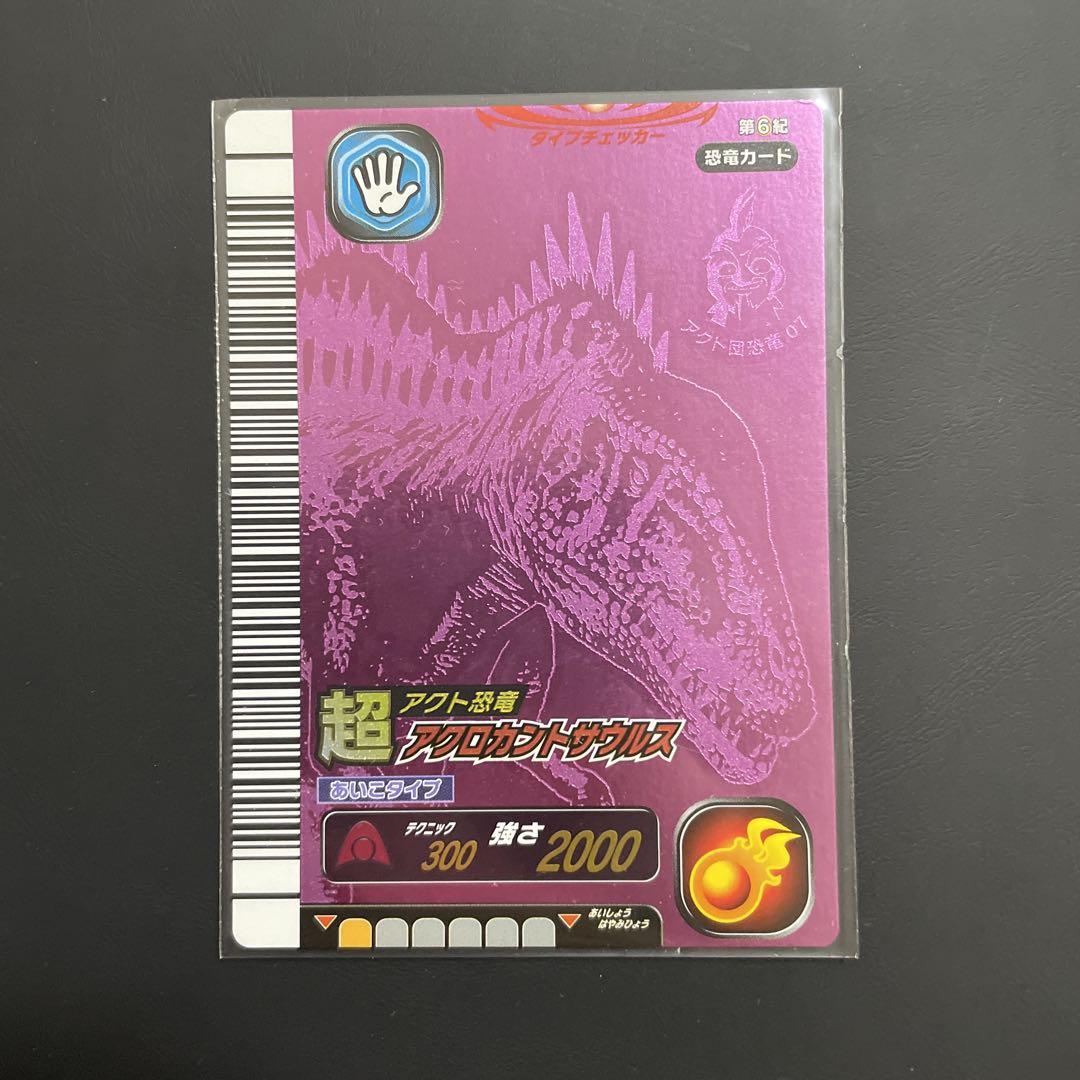 タイプチェッカー
第6紀
恐竜カード
アクト団恐竜 07
超
アクト恐竜
アクロカントサウルス
あいこタイプ
テクニック
300
強さ
2000
あいしょう
はやみひょう